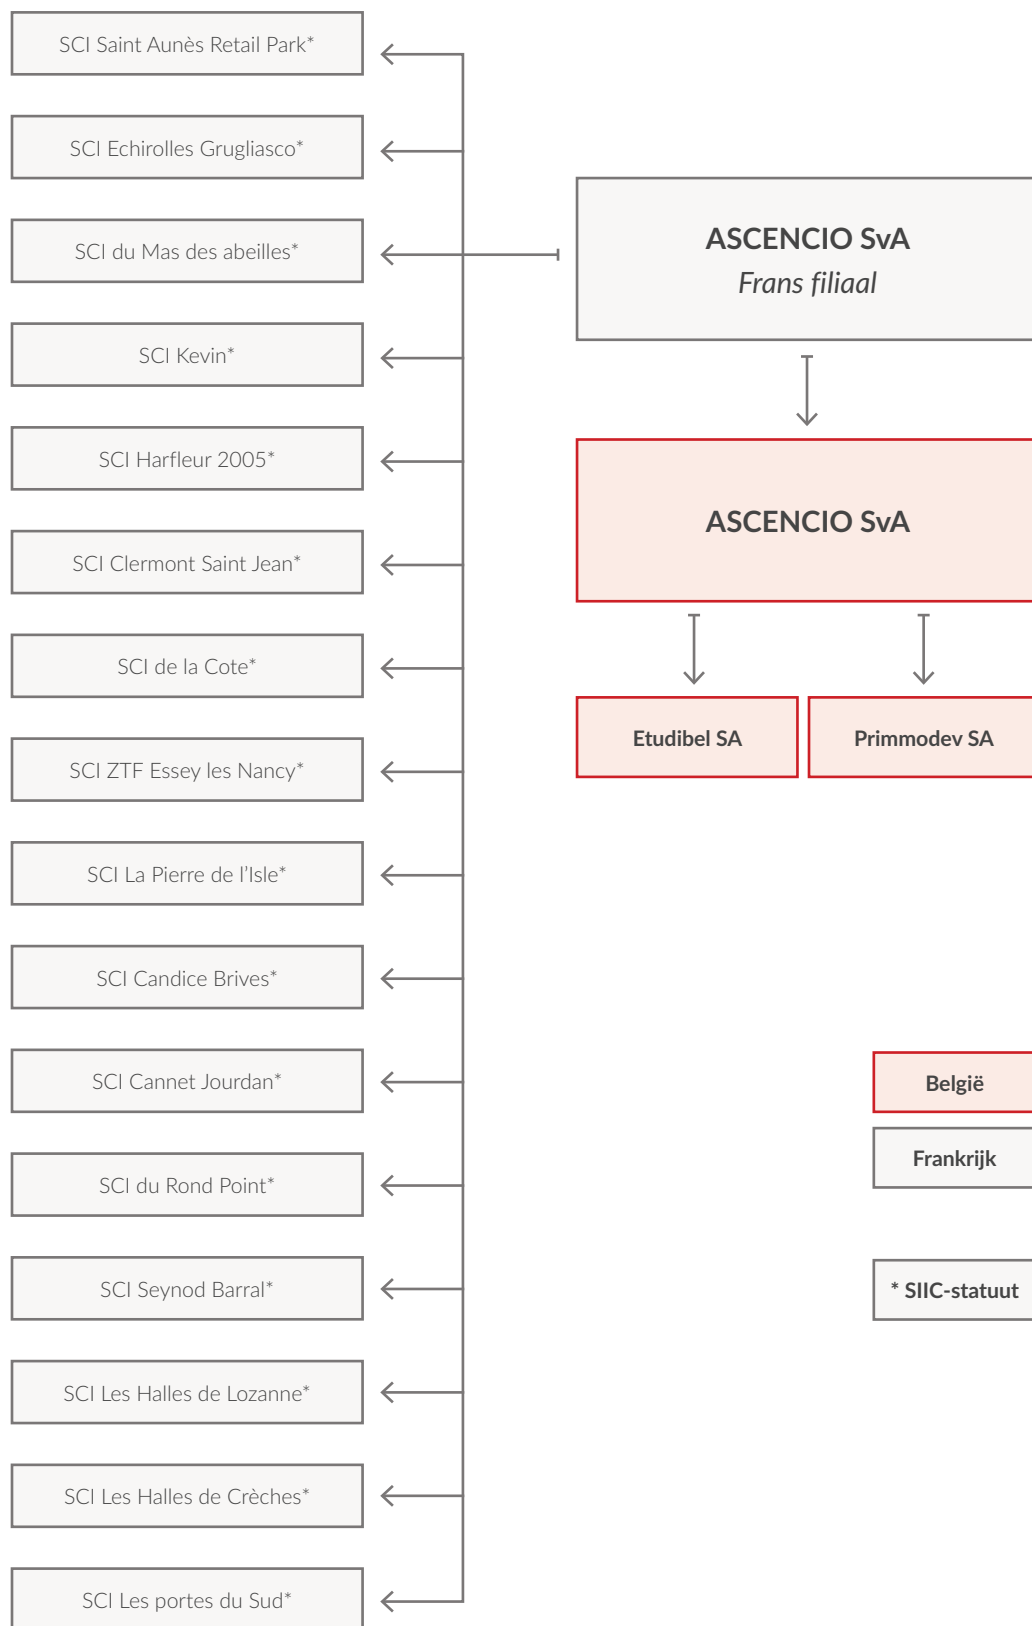 SCI Saint Aunès Retail Park*
SCI Echirolles Grugliasco*
SCI du Mas des abeilles*
SCI Kevin*
SCI Harfleur 2005*
SCI Clermont Saint Jean*
SCI de la Cote*
SCI ZTF Essey les Nancy*
SCI La Pierre de l’Isle*
SCI Candice Brives*
SCI Cannet Jourdan*
SCI du Rond Point*
SCI Seynod Barral*
SCI Les Halles de Lozanne*
SCI Les Halles de Crèches*
SCI Les portes du Sud*
ASCENCIO SvA
Frans filiaal
ASCENCIO SvA
Etudibel SA
Primmodev SA
België
Frankrijk
* SIIC-statuut